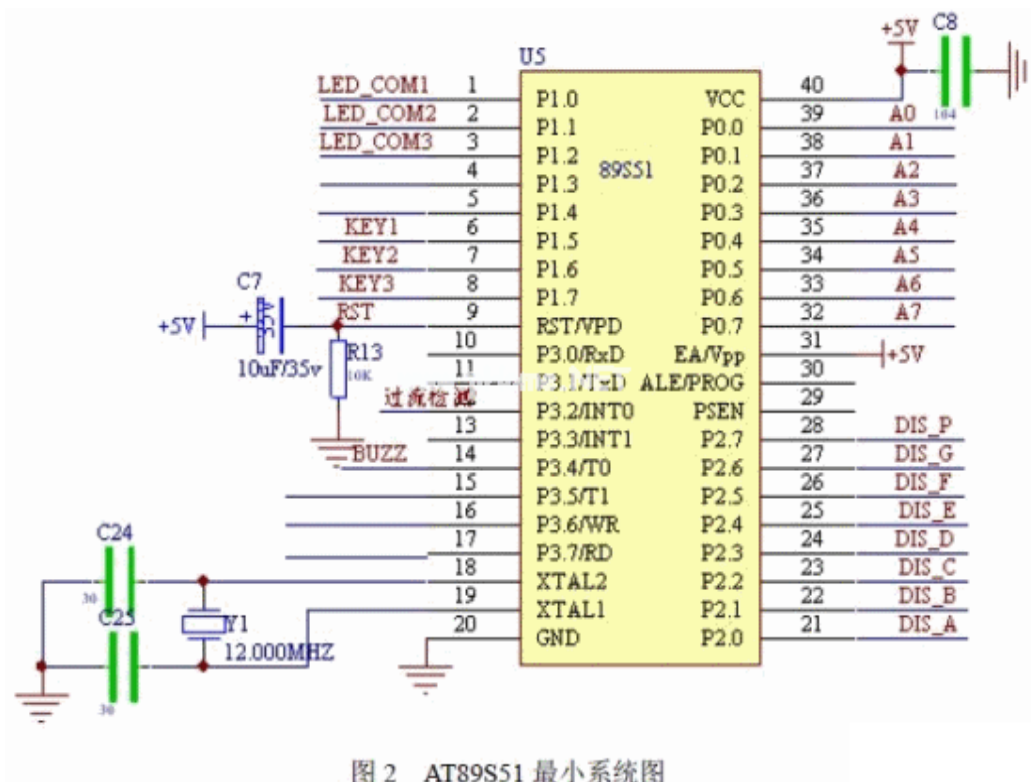 U5
+5V
C8
104
LED_COM1 1 P1.0 VCC 40
LED_COM2 2 P1.1 P0.0 39 A0
LED_COM3 3 P1.2 P0.1 38 A1
89S51
4 P1.3 P0.2 37 A2
5 P1.4 P0.3 36 A3
KEY1 6 P1.5 P0.4 35 A4
KEY2 7 P1.6 P0.5 34 A5
KEY3 8 P1.7 P0.6 33 A6
C7
+5V
+
10uF/35v
RST 9 RST/VPD P0.7 32 A7
R13
10K
10 P3.0/RxD EA/Vpp 31 +5V
11 P3.1/TxD ALE/PROG 30
过流检测 P3.2/INT0 PSEN 29
13 P3.3/INT1 P2.7 28 DIS_P
BUZZ 14 P3.4/T0 P2.6 27 DIS_G
15 P3.5/T1 P2.5 26 DIS_F
16 P3.6/WR P2.4 25 DIS_E
17 P3.7/RD P2.3 24 DIS_D
18 XTAL2 P2.2 23 DIS_C
19 XTAL1 P2.1 22 DIS_B
20 GND P2.0 21 DIS_A
C24
30
C25
30
Y1
12.000MHZ
图 2 AT89S51 最小系统图